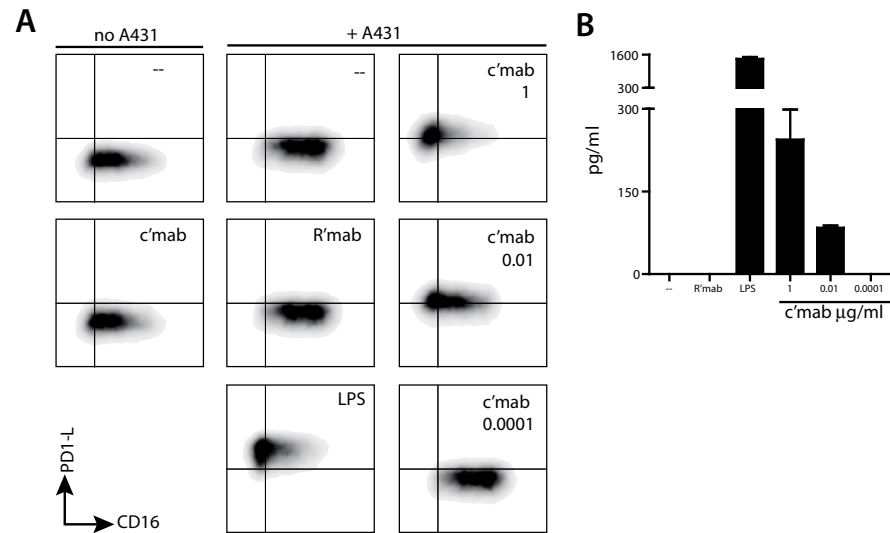 A
no A431
+ A431
--
--
c'mab
1
c'mab
R'mab
c'mab
0.01
LPS
c'mab
0.0001
PD1-L
CD16
B
pg/ml
1600
300
300
150
0
--
R'mab
LPS
1
0.01
0.0001
c'mab µg/ml